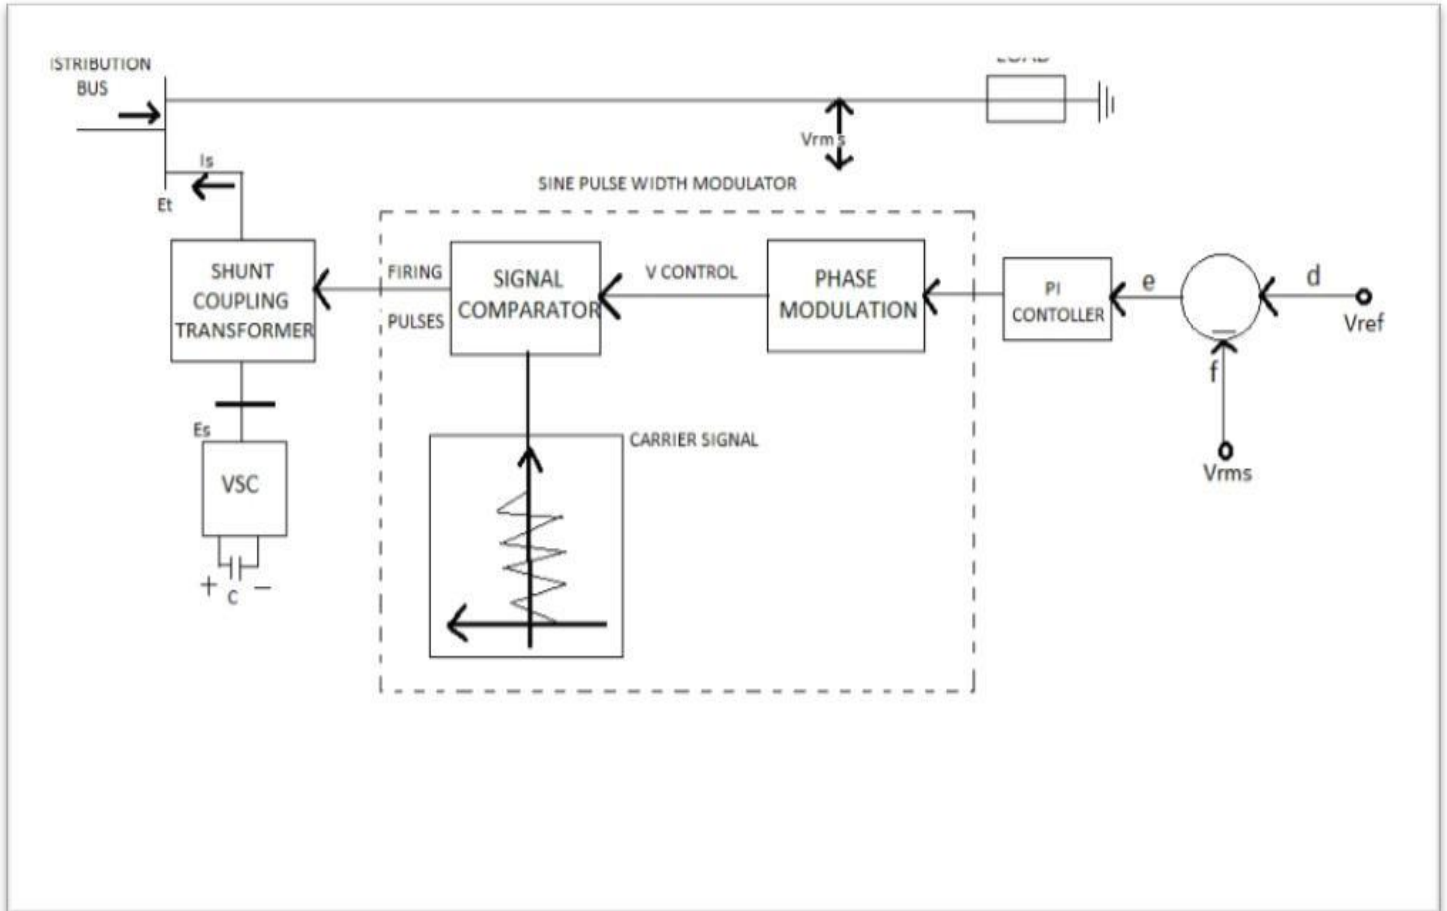 ISTRIBUTION
BUS
Vrms
Is
Et
SINE PULSE WIDTH MODULATOR
SHUNT
COUPLING
TRANSFORMER
FIRING
PULSES
SIGNAL
COMPARATOR
V CONTROL
PHASE
MODULATION
PI
CONTOLLER
e
d
Vref
f
Vrms
Es
VSC
+ c −
CARRIER SIGNAL